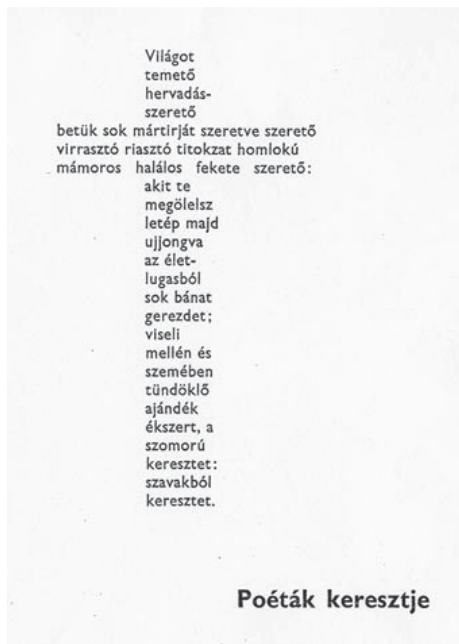 Világot
temető
hervadás-
szerető
betük sok mártirját szeretve szerető
virrasztó riasztó titokzat homlokú
mámoros halálos fekete szerető:
akit te
megölelsz
letép majd
ujjongva
az élet-
lugasból
sok bánat
gerezdet;
viseli
mellén és
szemében
tündöklő
ajándék
ékszert, a
szomorú
keresztet:
szavakból
keresztet.
Poéták keresztje